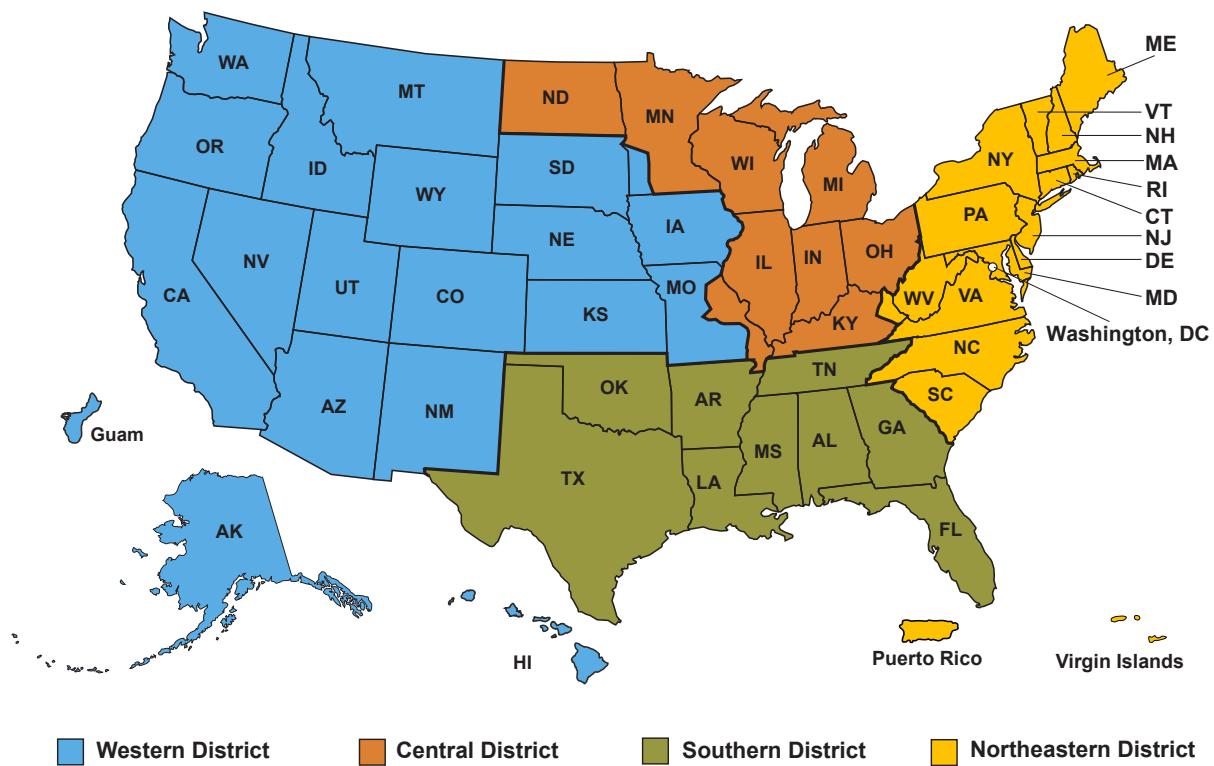 ME
WA
MT
ND
MN
VT
NH
OR
ID
SD
WI
NY
MA
MI
RI
WY
PA
CT
IA
NJ
NE
OH
DE
NV
IL
IN
CA
UT
CO
MO
WV
VA
MD
KS
KY
Washington, DC
NC
TN
OK
SC
AR
AZ
NM
GA
Guam
MS
AL
TX
LA
AK
FL
HI
Puerto Rico
Virgin Islands
Western District
Central District
Southern District
Northeastern District